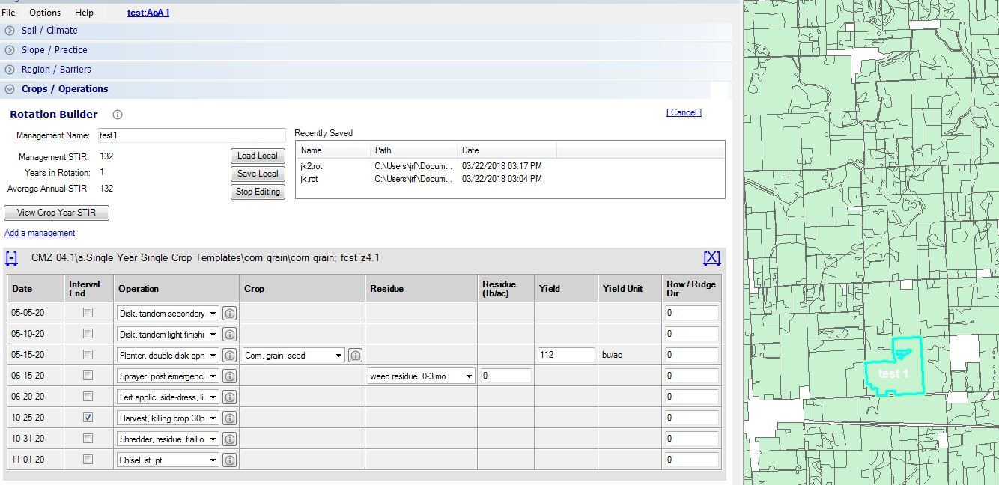 File Options Help test:AoA 1
Soil / Climate
Slope / Practice
Region / Barriers
Crops / Operations
Rotation Builder
[ Cancel ]
Management Name: test1
Management STIR: 132
Years in Rotation: 1
Average Annual STIR: 132
Load Local
Save Local
Stop Editing
View Crop Year STIR
Add a management
Recently Saved
Name Path Date
jk2.rot C:\Users\jrf\Docum... 03/22/2018 03:17 PM
jk.rot C:\Users\jrf\Docum... 03/22/2018 03:04 PM
[-] CMZ 04.1\a.Single Year Single Crop Templates\corn grain\corn grain; fcst z4.1 [X]
Date Interval End Operation Crop Residue Residue (lb/ac) Yield Yield Unit Row / Ridge Dir
05-05-20 Disk, tandem secondary 0
05-10-20 Disk, tandem light finishi 0
05-15-20 Planter, double disk opn Corn, grain, seed 112 bu/ac 0
06-15-20 Sprayer, post emergence weed residue; 0-3 mo 0 0
06-20-20 Fert applic. side-dress, li 0
10-25-20 Harvest, killing crop 30p 0
10-31-20 Shredder, residue, flail o 0
11-01-20 Chisel, st. pt 0
test 1